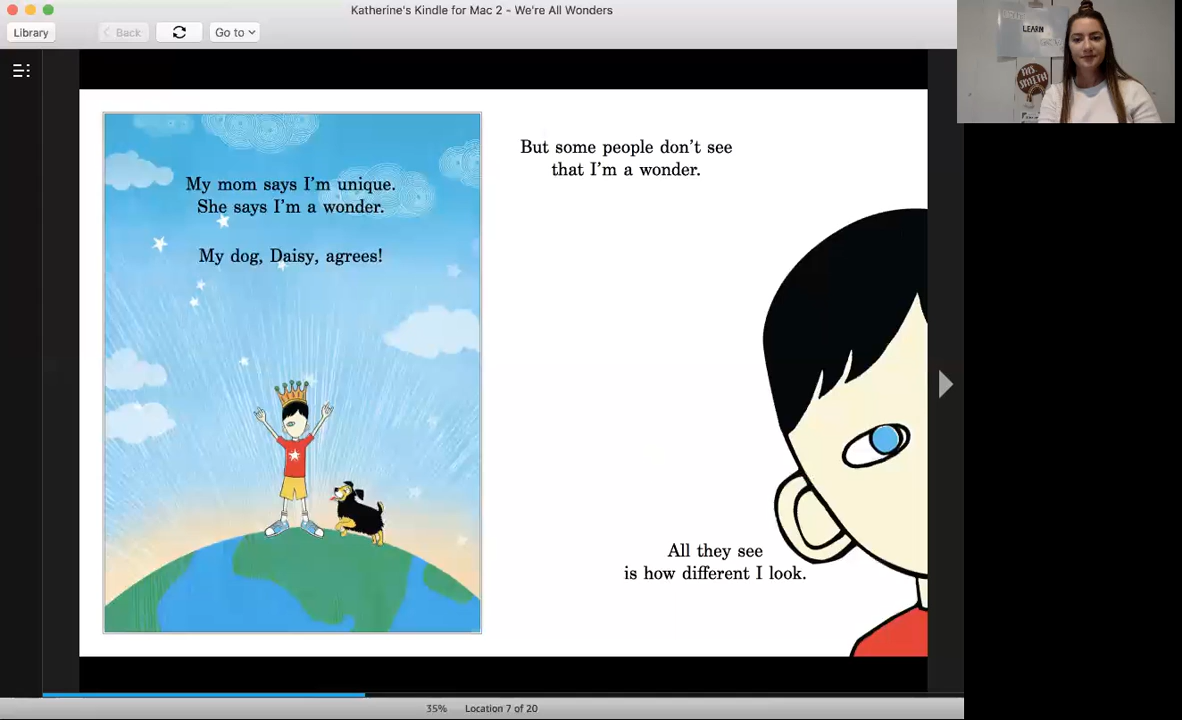 Katherine's Kindle for Mac 2 - We're All Wonders
Library
Back
Go to
My mom says I'm unique.
She says I'm a wonder.
My dog, Daisy, agrees!
But some people don't see
that I'm a wonder.
All they see
is how different I look.
LEARN
MS.
SMITH
35%
Location 7 of 20